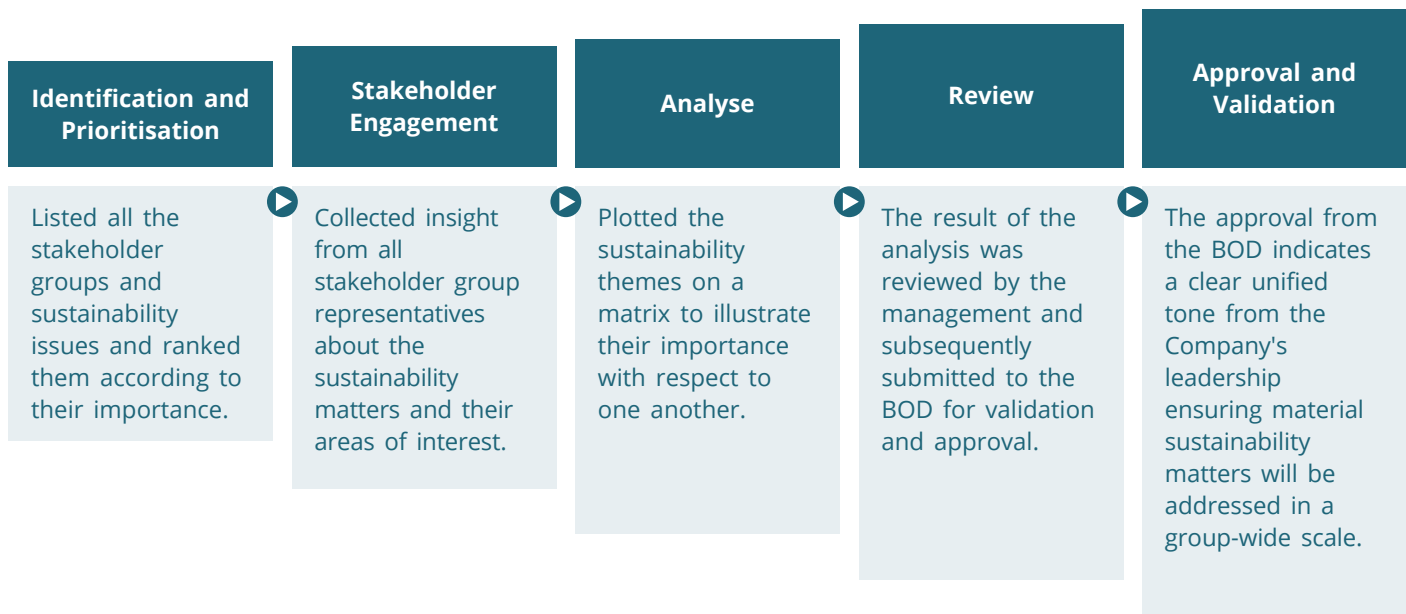 Identification and
Prioritisation
Listed all the
stakeholder
groups and
sustainability
issues and ranked
them according to
their importance.
Stakeholder
Engagement
Collected insight
from all
stakeholder group
representatives
about the
sustainability
matters and their
areas of interest.
Analyse
Plotted the
sustainability
themes on a
matrix to illustrate
their importance
with respect to
one another.
Review
The result of the
analysis was
reviewed by the
management and
subsequently
submitted to the
BOD for validation
and approval.
Approval and
Validation
The approval from
the BOD indicates
a clear unified
tone from the
Company's
leadership
ensuring material
sustainability
matters will be
addressed in a
group-wide scale.